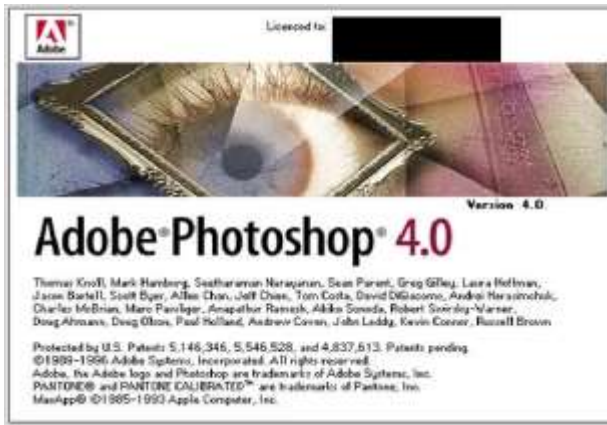 Adobe
Licensed to:
Version 4.0
Adobe® Photoshop® 4.0
Thomas Knoll, Mark Hamburg, Seetharaman Narayanan, Sean Parent, Greg Gilley, Laura Hoffman,
Jason Bartell, Scott Byer, Allen Chan, Jeff Chien, Tom Costa, David DiGiacomo, Andrei Herasimchuk,
Charles McBrian, Marc Pawliger, Anapathur Ramesh, Akiko Soneda, Robert Swirsky-Warner,
Doug Ahmann, Doug Olson, Paul Holland, Andrew Coven, John Leddy, Kevin Connor, Russell Brown
Protected by U.S. Patents 5,146,346, 5,546,528, and 4,837,613. Patents pending.
©1989-1996 Adobe Systems, Incorporated. All rights reserved.
Adobe, the Adobe logo and Photoshop are trademarks of Adobe Systems, Inc.
PANTONE® and PANTONE CALIBRATED™ are trademarks of Pantone, Inc.
MacApp® ©1985-1993 Apple Computer, Inc.